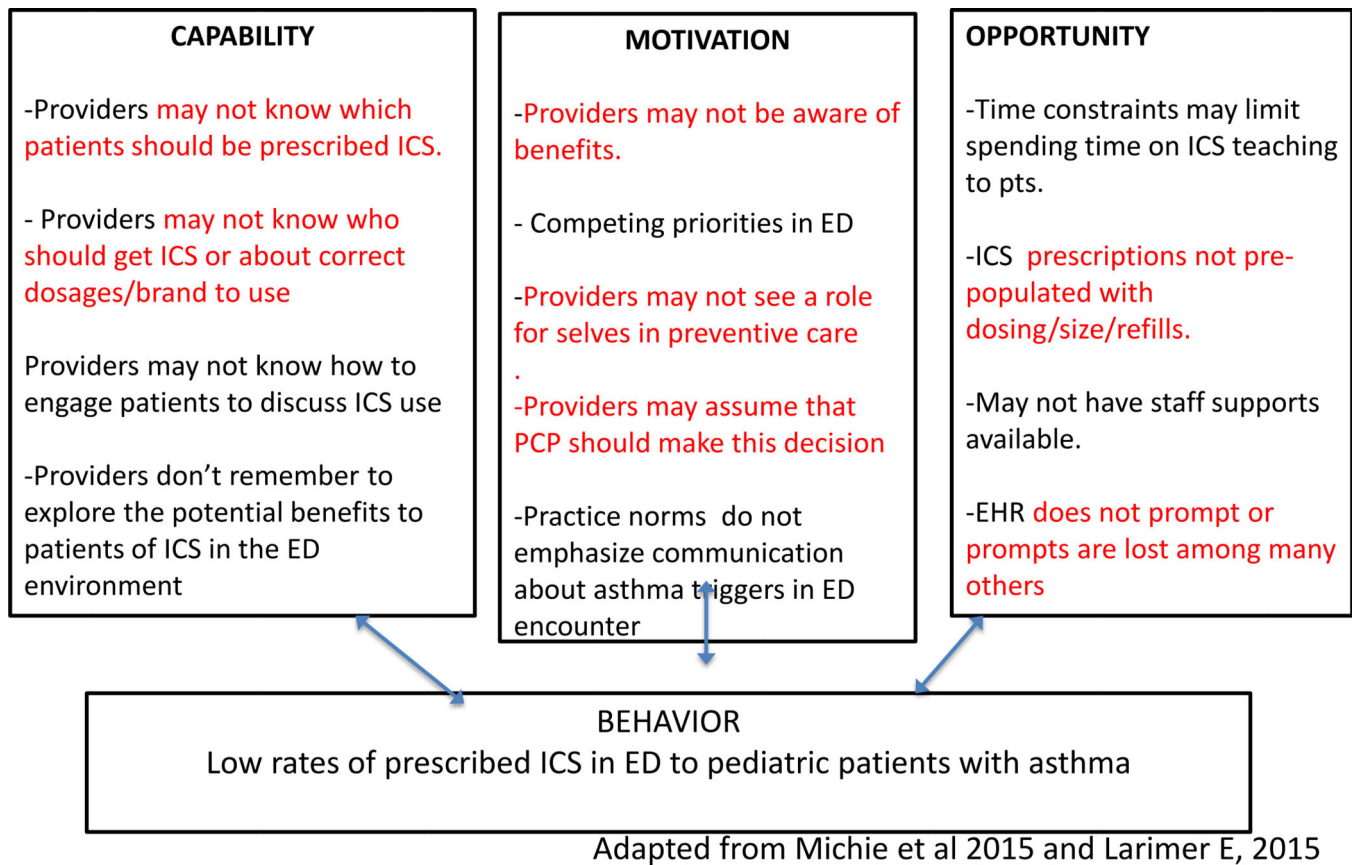 CAPABILITY
-Providers may not know which
patients should be prescribed ICS.
- Providers may not know who
should get ICS or about correct
dosages/brand to use
Providers may not know how to
engage patients to discuss ICS use
-Providers don’t remember to
explore the potential benefits to
patients of ICS in the ED
environment
MOTIVATION
-Providers may not be aware of
benefits.
- Competing priorities in ED
-Providers may not see a role
for selves in preventive care
.
-Providers may assume that
PCP should make this decision
-Practice norms do not
emphasize communication
about asthma triggers in ED
encounter
OPPORTUNITY
-Time constraints may limit
spending time on ICS teaching
to pts.
-ICS prescriptions not pre-
populated with
dosing/size/refills.
-May not have staff supports
available.
-EHR does not prompt or
prompts are lost among many
others
BEHAVIOR
Low rates of prescribed ICS in ED to pediatric patients with asthma
Adapted from Michie et al 2015 and Larimer E, 2015